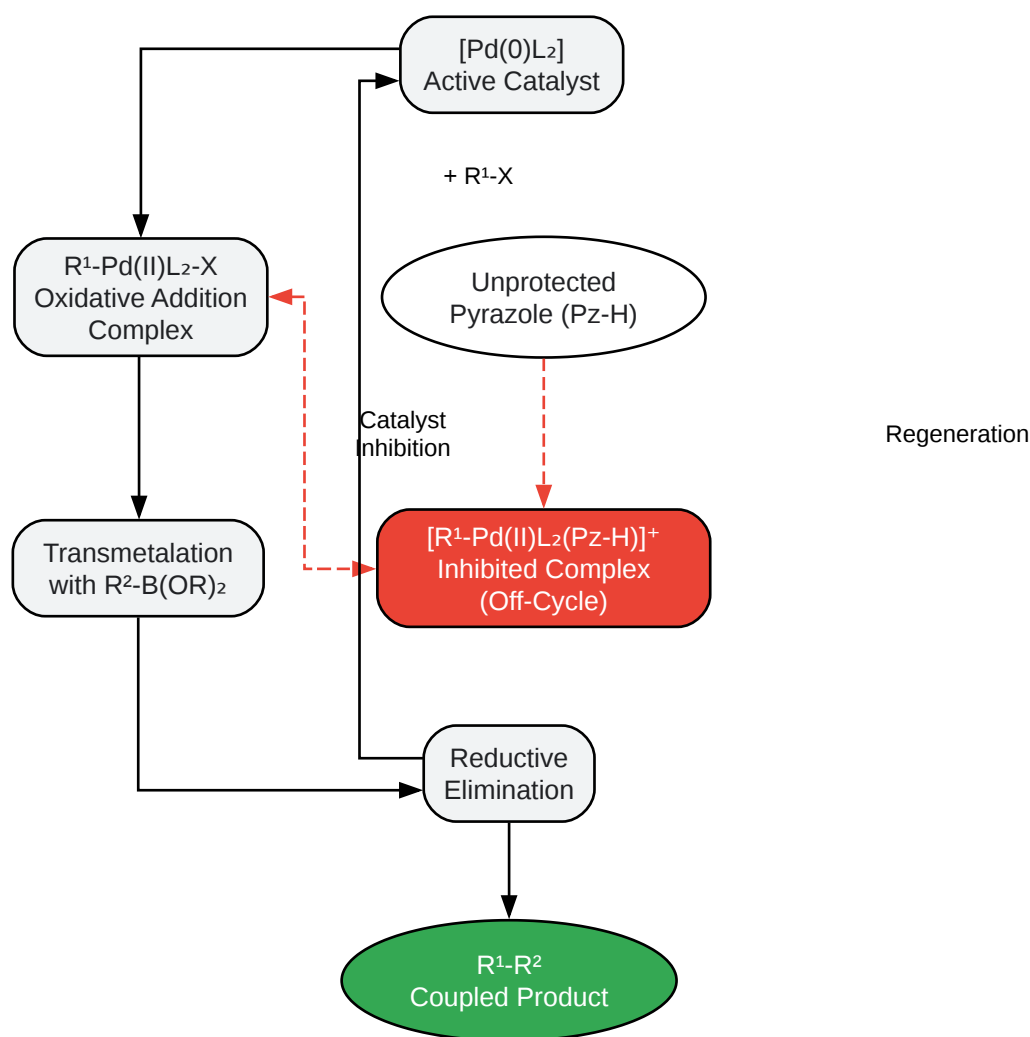 [Pd(0)L₂]
Active Catalyst
+ R¹-X
R¹-Pd(II)L₂-X
Oxidative Addition
Complex
Unprotected
Pyrazole (Pz-H)
Catalyst
Inhibition
Regeneration
Transmetalation
with R²-B(OR)₂
[R¹-Pd(II)L₂(Pz-H)]⁺
Inhibited Complex
(Off-Cycle)
Reductive
Elimination
R¹-R²
Coupled Product